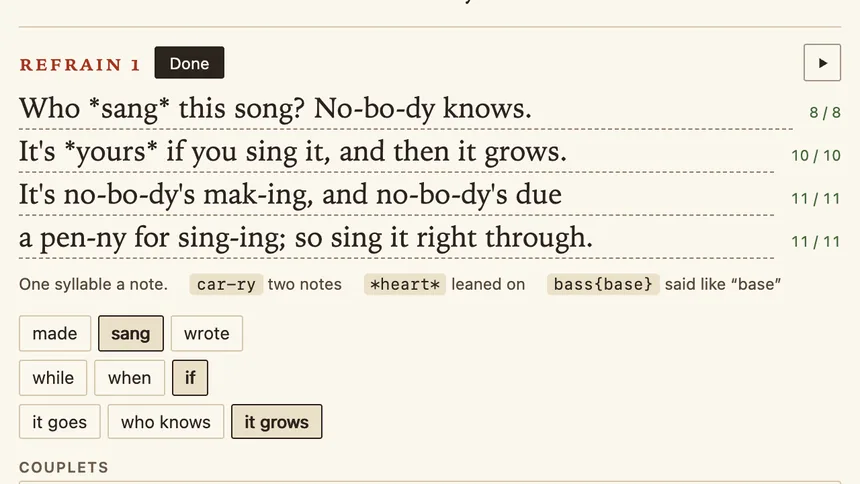 REFRAIN 1 Done
Who *sang* this song? No-bo-dy knows. 8 / 8
It's *yours* if you sing it, and then it grows. 10 / 10
It's no-bo-dy's mak-ing, and no-bo-dy's due 11 / 11
a pen-ny for sing-ing; so sing it right through. 11 / 11
One syllable a note. car-ry two notes *heart* leaned on bass{base} said like “base”
made sang wrote
while when if
it goes who knows it grows
COUPLETS